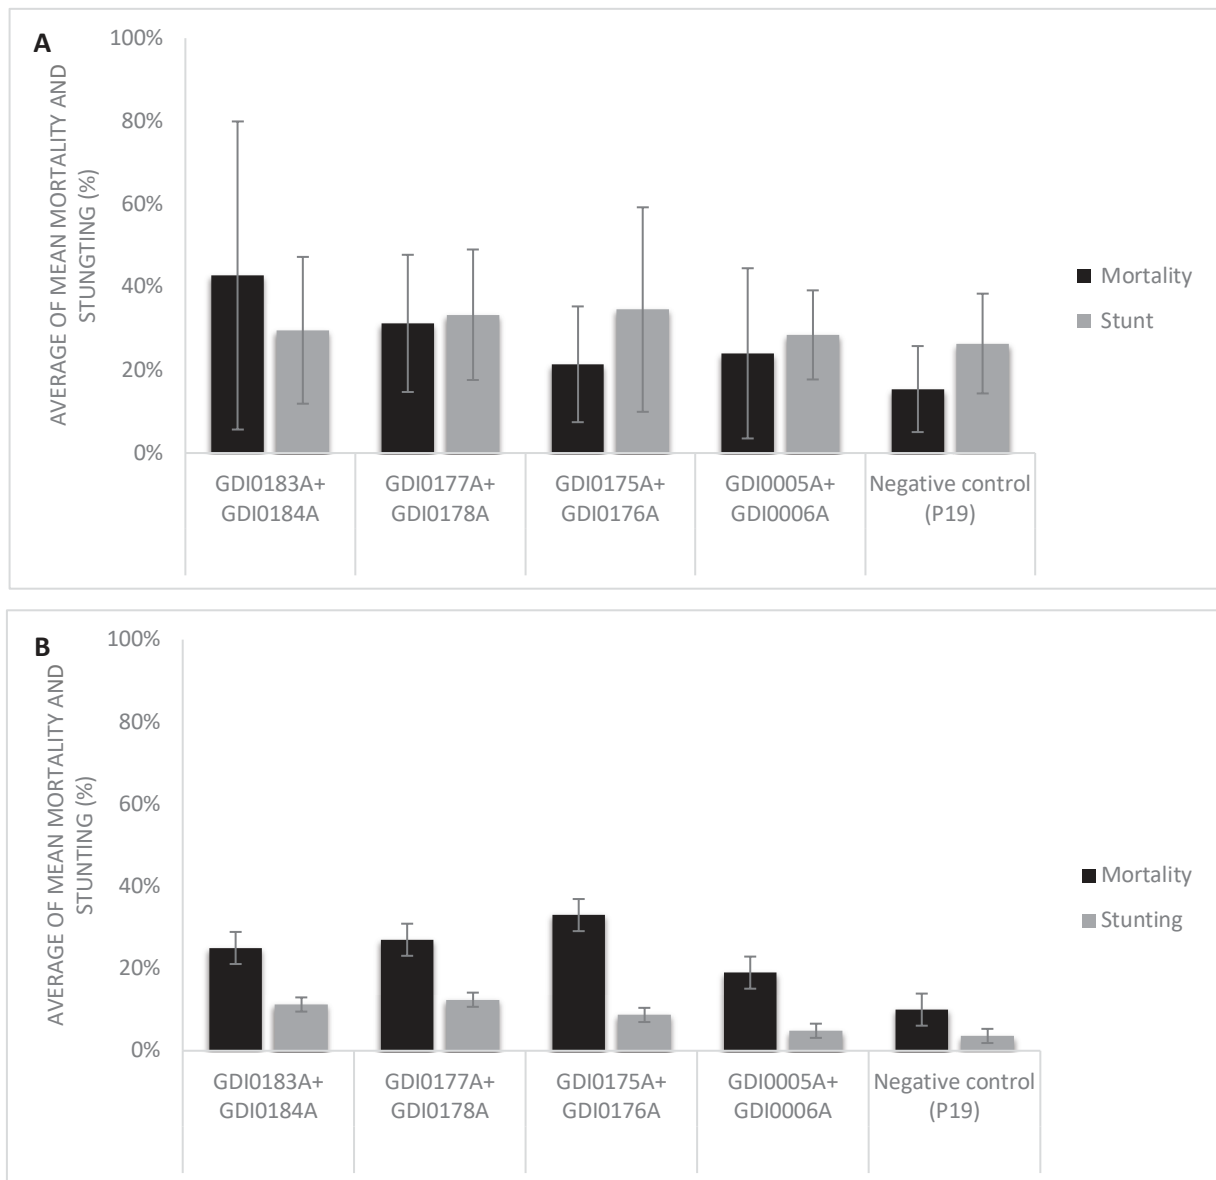 A
AVERAGE OF MEAN MORTALITY AND
STUNGTING (%)
100%
80%
60%
40%
20%
0%
GDI0183A+
GDI0184A
GDI0177A+
GDI0178A
GDI0175A+
GDI0176A
GDI0005A+
GDI0006A
Negative control
(P19)
Mortality
Stunt
B
AVERAGE OF MEAN MORTALITY AND
STUNTING (%)
100%
80%
60%
40%
20%
0%
GDI0183A+
GDI0184A
GDI0177A+
GDI0178A
GDI0175A+
GDI0176A
GDI0005A+
GDI0006A
Negative control
(P19)
Mortality
Stunting